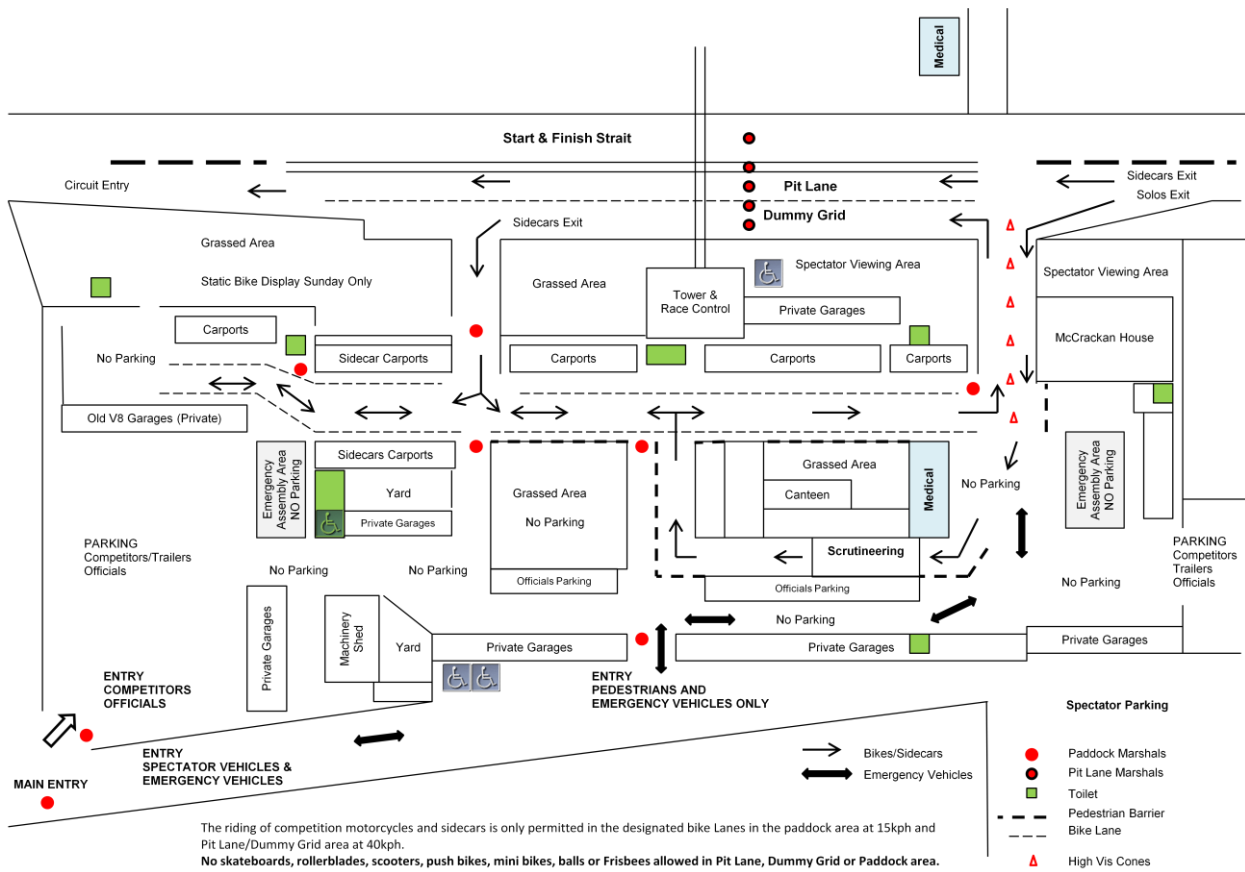 Medical
Start & Finish Strait
Sidecars Exit
Circuit Entry
Pit Lane
Solos Exit
Dummy Grid
Sidecars Exit
Grassed Area
Spectator Viewing Area
Spectator Viewing Area
Static Bike Display Sunday Only
Grassed Area
Tower &
Race Control
Private Garages
Carports
McCrackan House
No Parking
Sidecar Carports
Carports
Carports
Carports
Old V8 Garages (Private)
Emergency
Assembly Area
NO Parking
Sidecars Carports
Grassed Area
Medical
No Parking
Emergency
Assembly Area
NO Parking
Yard
Grassed Area
Canteen
Private Garages
No Parking
PARKING
Competitors/Trailers
Officials
Scrutineering
PARKING
Competitors
Trailers
Officials
No Parking
No Parking
Officials Parking
Officials Parking
No Parking
Private Garages
Machinery
Shed
Yard
No Parking
Private Garages
Private Garages
Private Garages
ENTRY
COMPETITORS
OFFICIALS
ENTRY
PEDESTRIANS AND
EMERGENCY VEHICLES ONLY
Spectator Parking
ENTRY
SPECTATOR VEHICLES &
EMERGENCY VEHICLES
MAIN ENTRY
Bikes/Sidecars
Emergency Vehicles
Paddock Marshals
Pit Lane Marshals
Toilet
Pedestrian Barrier
Bike Lane
High Vis Cones
The riding of competition motorcycles and sidecars is only permitted in the designated bike Lanes in the paddock area at 15kph and
Pit Lane/Dummy Grid area at 40kph.
No skateboards, rollerblades, scooters, push bikes, mini bikes, balls or Frisbees allowed in Pit Lane, Dummy Grid or Paddock area.